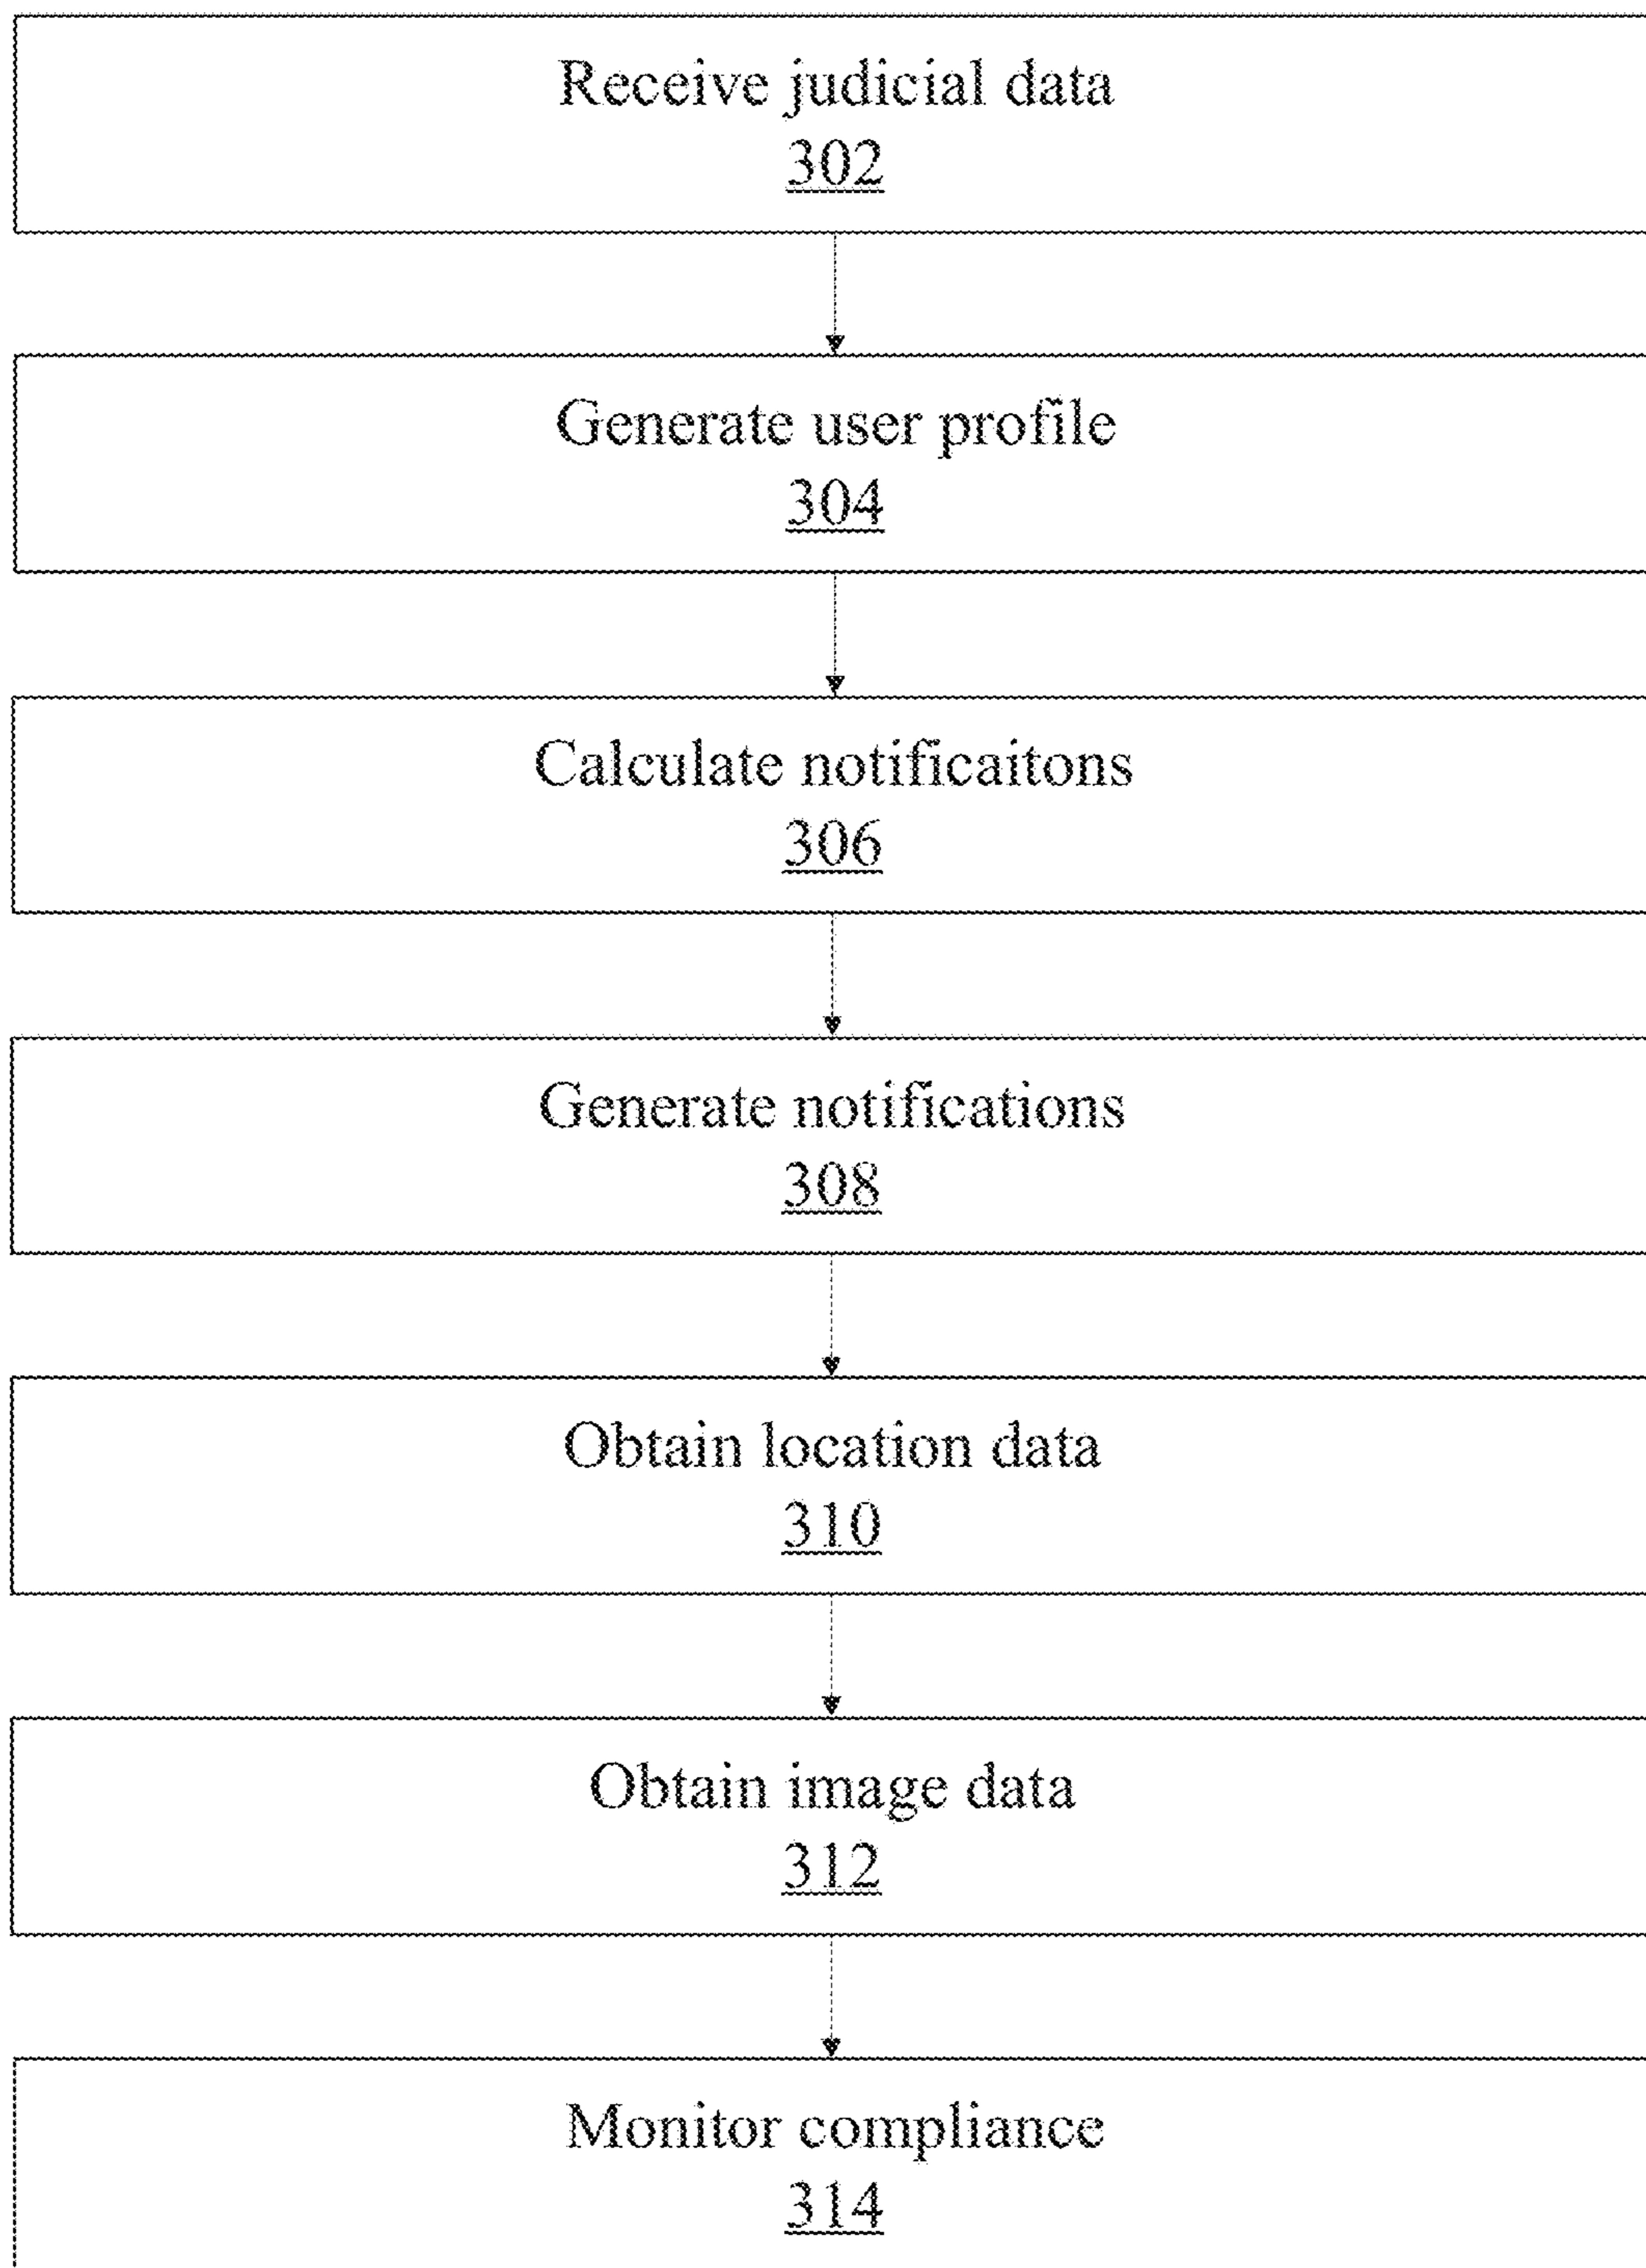 Receive judicial data
302
Generate user profile
304
Calculate notificaitons
306
Generate notifications
308
Obtain location data
310
Obtain image data
312
Monitor compliance
314